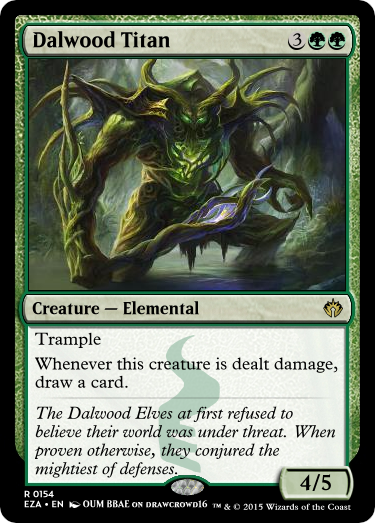 Dalwood Titan 3
Creature — Elemental
Trample
Whenever this creature is dealt damage,
draw a card.
The Dalwood Elves at first refused to
believe their world was under threat. When
proven otherwise, they conjured the
mightiest of defenses.
4/5
R 0154
EZA • EN OUM BBAE ON DRAWCROWD16 ™ & © 2015 Wizards of the Coast